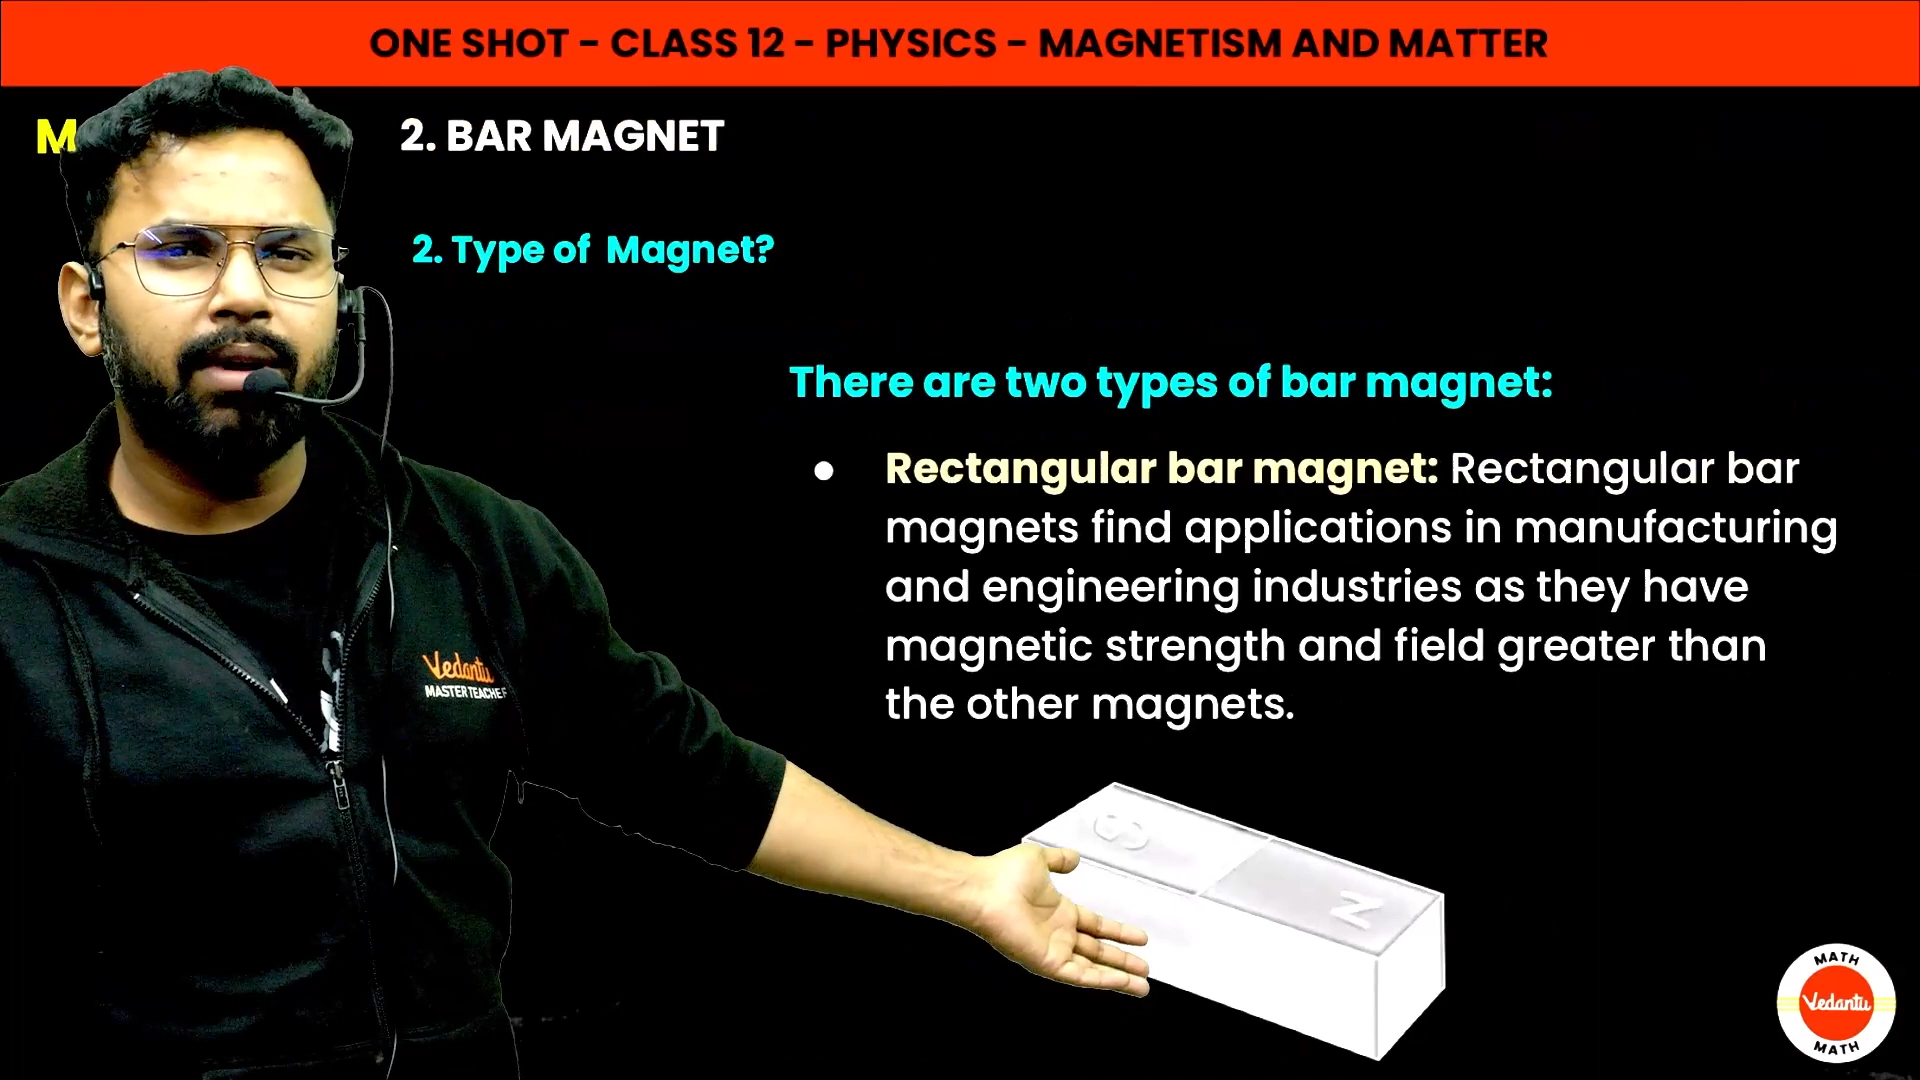 ONE SHOT - CLASS 12 - PHYSICS - MAGNETISM AND MATTER
M
2. BAR MAGNET
2. Type of Magnet?
There are two types of bar magnet:
● Rectangular bar magnet: Rectangular bar
magnets find applications in manufacturing
and engineering industries as they have
magnetic strength and field greater than
the other magnets.
Vedantu
MASTER TEACHER
S
N
MATH
Vedantu
MATH